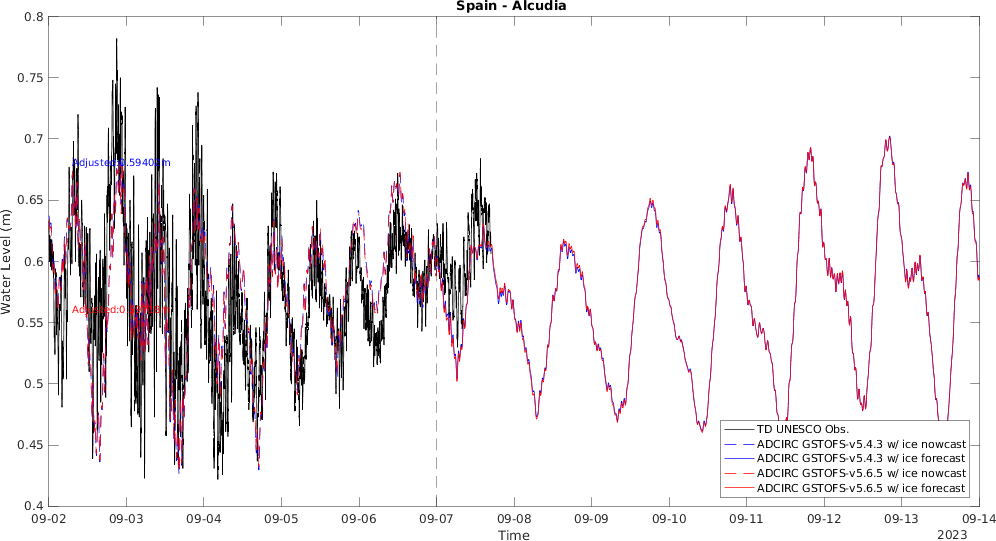 Spain - Alcudia
0.8
0.75
0.7
0.65
0.6
0.55
0.5
0.45
0.4
Water Level (m)
Adjusted:
Adjusted:
09-02 09-03 09-04 09-05 09-06 09-07 09-08 09-09 09-10 09-11 09-12 09-13 09-14
Time
2023
TD UNESCO Obs.
ADCIRC GSTOFS-v5.4.3 w/ ice nowcast
ADCIRC GSTOFS-v5.4.3 w/ ice forecast
ADCIRC GSTOFS-v5.6.5 w/ ice nowcast
ADCIRC GSTOFS-v5.6.5 w/ ice forecast